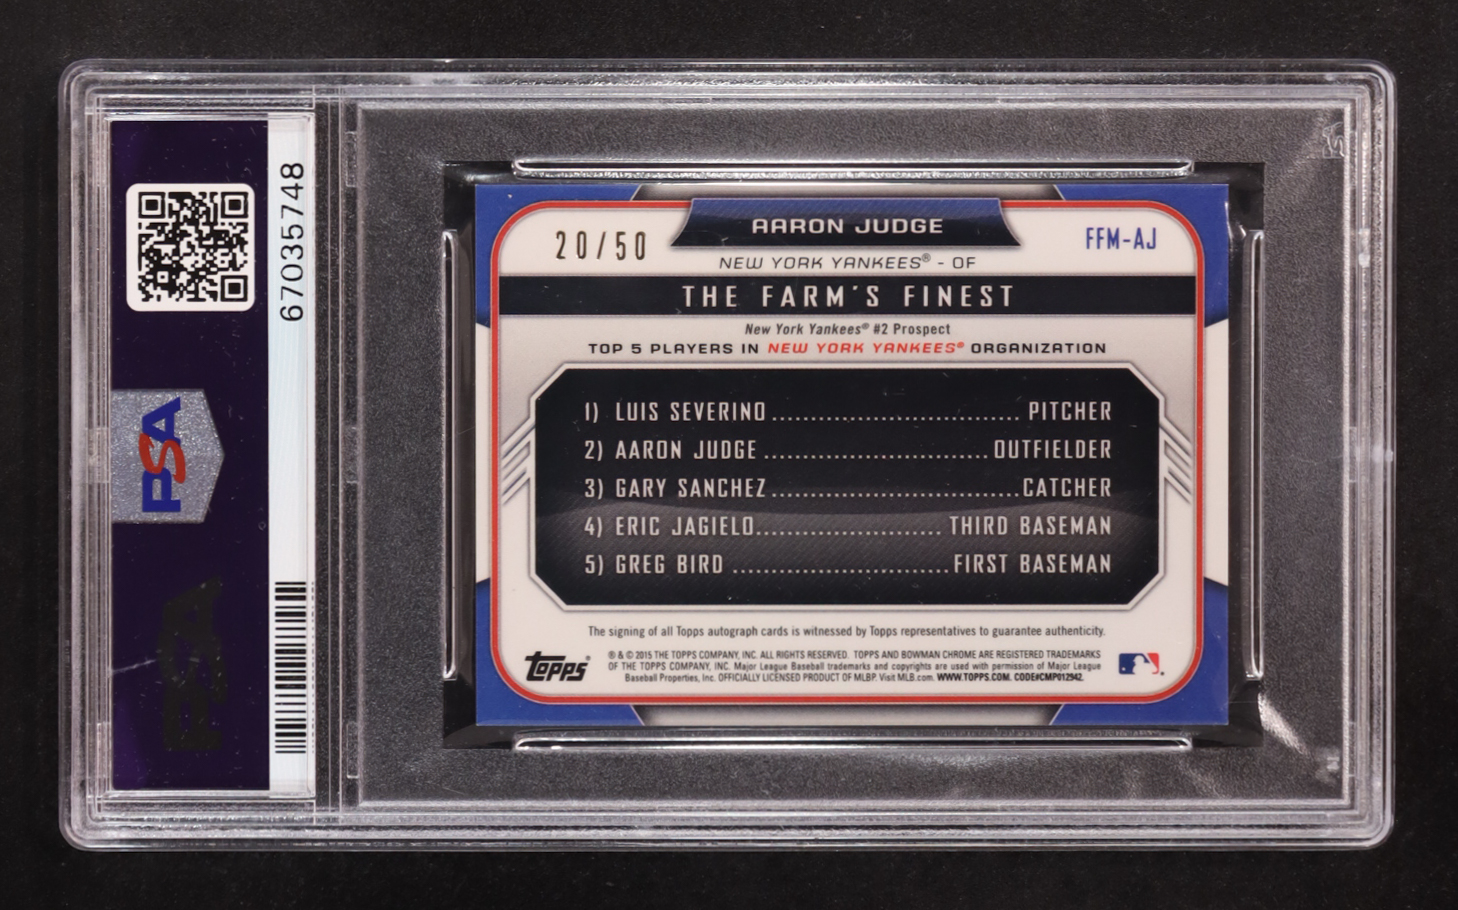 67035748
PSA
PSA
20/50
AARON JUDGE
FFM-AJ
NEW YORK YANKEES® - OF
THE FARM'S FINEST
New York Yankees® #2 Prospect
TOP 5 PLAYERS IN NEW YORK YANKEES® ORGANIZATION
1) LUIS SEVERINO ................................ PITCHER
2) AARON JUDGE ............................. OUTFIELDER
3) GARY SANCHEZ ................................ CATCHER
4) ERIC JAGIELO........................ THIRD BASEMAN
5) GREG BIRD ............................ FIRST BASEMAN
The signing of all Topps autograph cards is witnessed by Topps representatives to guarantee authenticity.
topps®
® & © 2015 THE TOPPS COMPANY, INC. ALL RIGHTS RESERVED. TOPPS AND BOWMAN CHROME ARE REGISTERED TRADEMARKS
OF THE TOPPS COMPANY, INC. Major League Baseball trademarks and copyrights are used with permission of Major League
Baseball Properties, Inc. OFFICIALLY LICENSED PRODUCT OF MLBP. Visit MLB.com. WWW.TOPPS.COM. CODE#CMP012942.